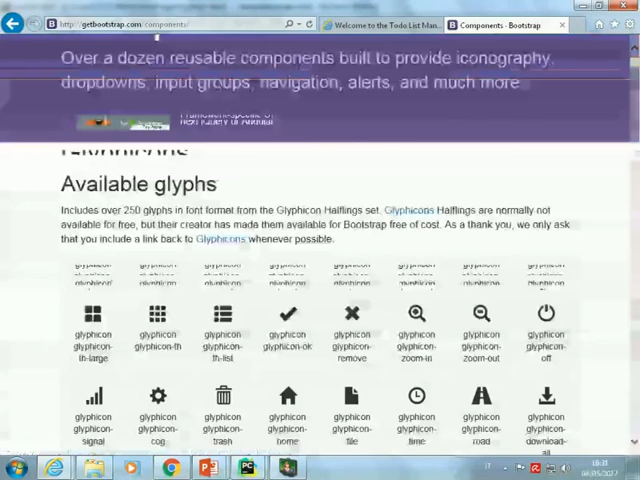 http://getbootstrap.com/components/
Welcome to the Todo List Man...
Components - Bootstrap
Over a dozen reusable components built to provide iconography,
dropdowns, input groups, navigation, alerts, and much more
Glyphicons
Available glyphs
Includes over 250 glyphs in font format from the Glyphicon Halflings set. Glyphicons Halflings are normally not
available for free, but their creator has made them available for Bootstrap free of cost. As a thank you, we only ask
that you include a link back to Glyphicons whenever possible.
glyphicon glyphicon glyphicon glyphicon glyphicon glyphicon glyphicon glyphicon
glyphicon- glyphicon-th glyphicon- glyphicon-ok glyphicon- glyphicon- glyphicon- glyphicon-
th-large th-list remove zoom-in zoom-out off
glyphicon glyphicon glyphicon glyphicon glyphicon glyphicon glyphicon glyphicon
glyphicon- glyphicon- glyphicon- glyphicon- glyphicon- glyphicon- glyphicon- glyphicon-
signal cog trash home file time road download-
IT